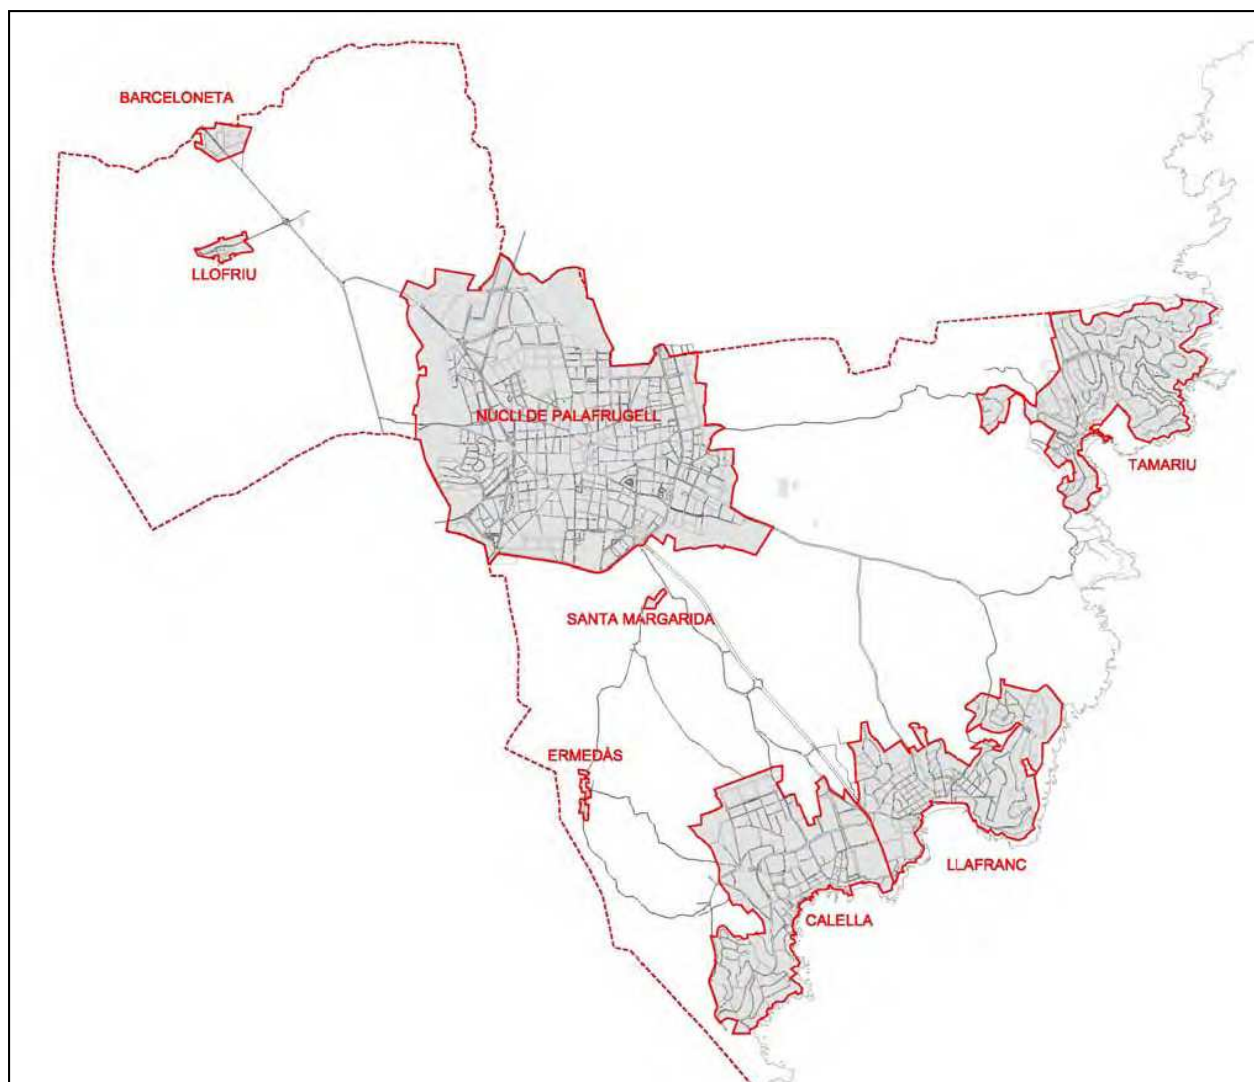 BARCELONETA
LLOFRIU
NUCLI DE PALAFRUGELL
TAMARIU
SANTA MARGARIDA
ERMEDÀS
LLAFRANC
CALELLA